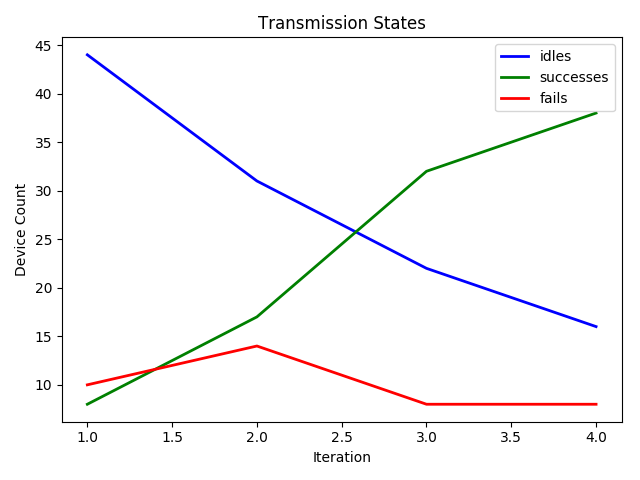 Transmission States
idles
successes
fails
Device Count
45
40
35
30
25
20
15
10
1.0 1.5 2.0 2.5 3.0 3.5 4.0
Iteration